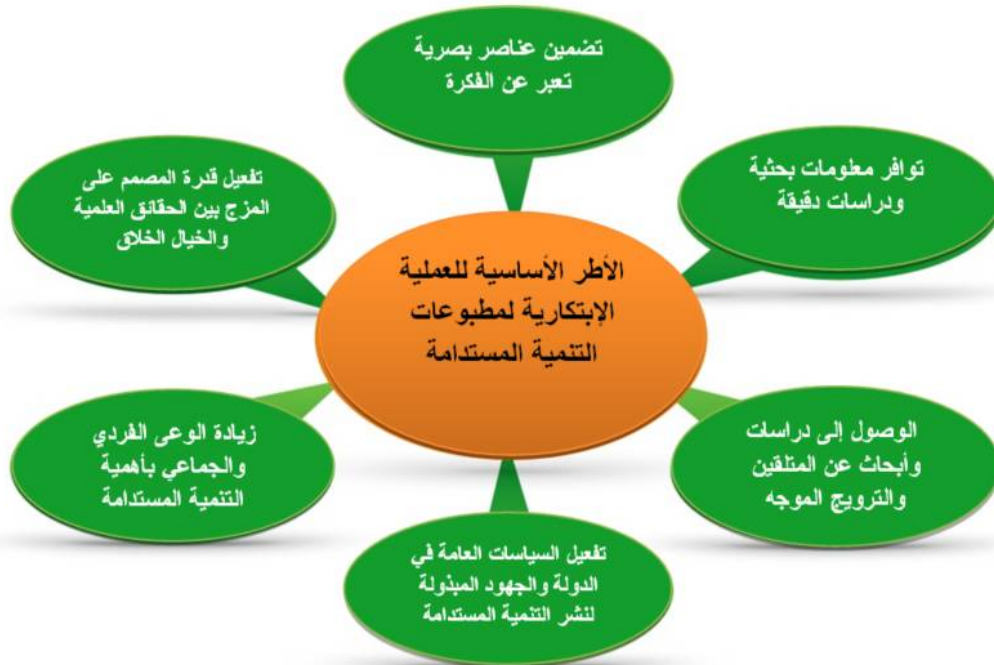 تضمين عناصر بصرية
تعبر عن الفكرة
توافر معلومات بحثية
ودراسات دقيقة
تفعيل قدرة المصمم على
المزج بين الحقائق العلمية
والخيال الخلاق
الأطر الأساسية للعملية
الإبتكارية لمطبوعات
التنمية المستدامة
الوصول إلى دراسات
وأبحاث عن المتلقين
والترويج الموجه
زيادة الوعى الفردي
والجماعي بأهمية
التنمية المستدامة
تفعيل السياسات العامة في
الدولة والجهود المبذولة
لنشر التنمية المستدامة